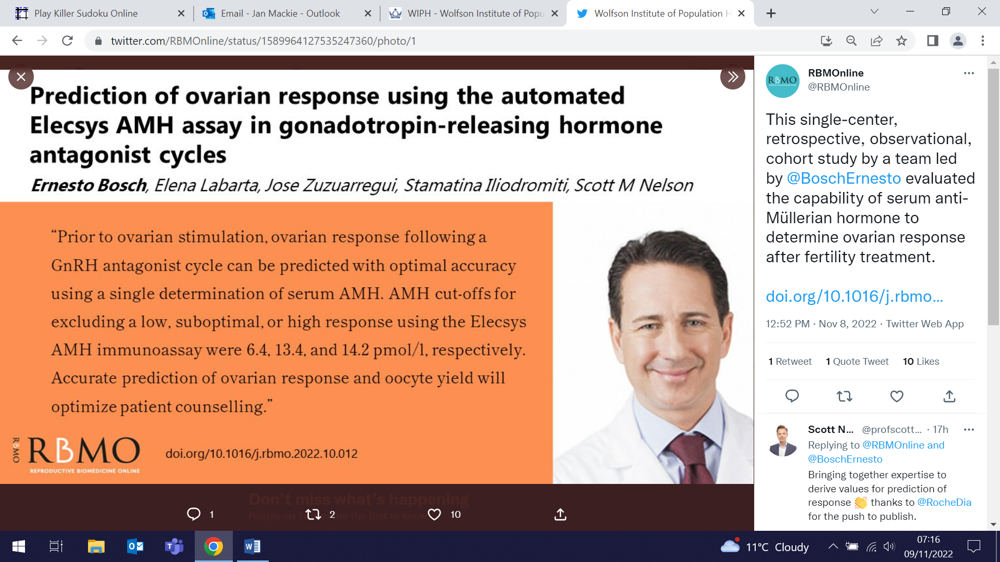 Play Killer Sudoku Online
Email - Jan Mackie - Outlook
WIPH - Wolfson Institute of Popu
Wolfson Institute of Population H
twitter.com/RBMOnline/status/1589964127535247360/photo/1
Prediction of ovarian response using the automated
Elecsys AMH assay in gonadotropin-releasing hormone
antagonist cycles
Ernesto Bosch, Elena Labarta, Jose Zuzuarregui, Stamatina Iliodromiti, Scott M Nelson
“Prior to ovarian stimulation, ovarian response following a
GnRH antagonist cycle can be predicted with optimal accuracy
using a single determination of serum AMH. AMH cut-offs for
excluding a low, suboptimal, or high response using the Elecsys
AMH immunoassay were 6.4, 13.4, and 14.2 pmol/l, respectively.
Accurate prediction of ovarian response and oocyte yield will
optimize patient counselling.”
RBMO
RBMO
REPRODUCTIVE BIOMEDICINE ONLINE
doi.org/10.1016/j.rbmo.2022.10.012
Don’t miss what’s happening
People on Twitter are the first to know.
1
2
10
RBMO
RBMOnline
@RBMOnline
This single-center,
retrospective, observational,
cohort study by a team led
by @BoschErnesto evaluated
the capability of serum anti-
Müllerian hormone to
determine ovarian response
after fertility treatment.
doi.org/10.1016/j.rbmo...
12:52 PM · Nov 8, 2022 · Twitter Web App
1 Retweet 1 Quote Tweet 10 Likes
Scott N... @profscott... · 17h
Replying to @RBMOnline and
@BoschErnesto
Bringing together expertise to
derive values for prediction of
response 👏 thanks to @RocheDia
for the push to publish.
11°C Cloudy
07:16
09/11/2022